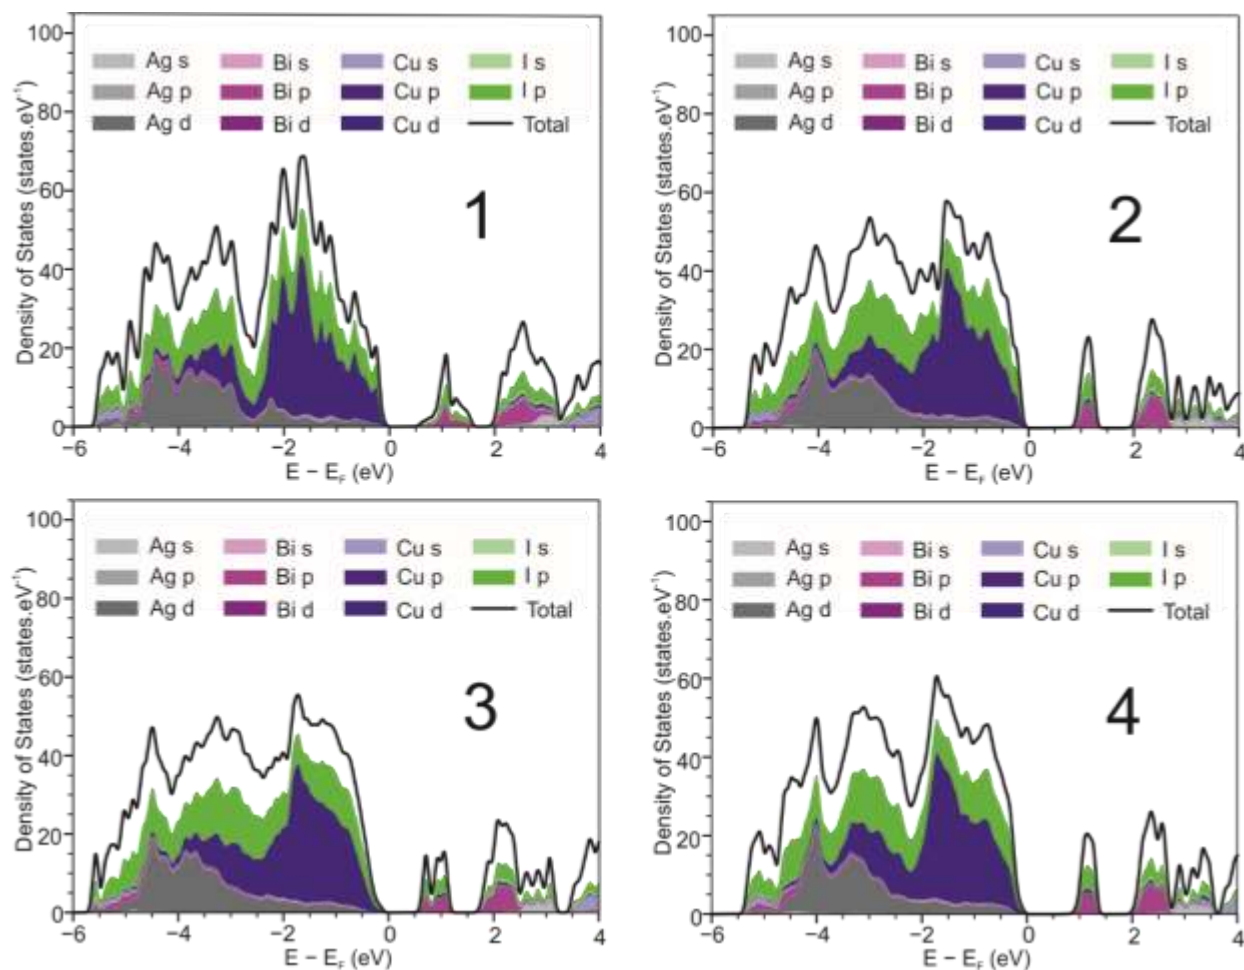 100
80
60
40
20
0
Density of States (states.eV⁻¹)
Ag s Bi s Cu s I s
Ag p Bi p Cu p I p
Ag d Bi d Cu d Total
1
−6 −4 −2 0 2 4
E − E_F (eV)
100
80
60
40
20
0
Density of States (states.eV⁻¹)
Ag s Bi s Cu s I s
Ag p Bi p Cu p I p
Ag d Bi d Cu d Total
2
−6 −4 −2 0 2 4
E − E_F (eV)
100
80
60
40
20
0
Density of States (states.eV⁻¹)
Ag s Bi s Cu s I s
Ag p Bi p Cu p I p
Ag d Bi d Cu d Total
3
−6 −4 −2 0 2 4
E − E_F (eV)
100
80
60
40
20
0
Density of States (states.eV⁻¹)
Ag s Bi s Cu s I s
Ag p Bi p Cu p I p
Ag d Bi d Cu d Total
4
−6 −4 −2 0 2 4
E − E_F (eV)